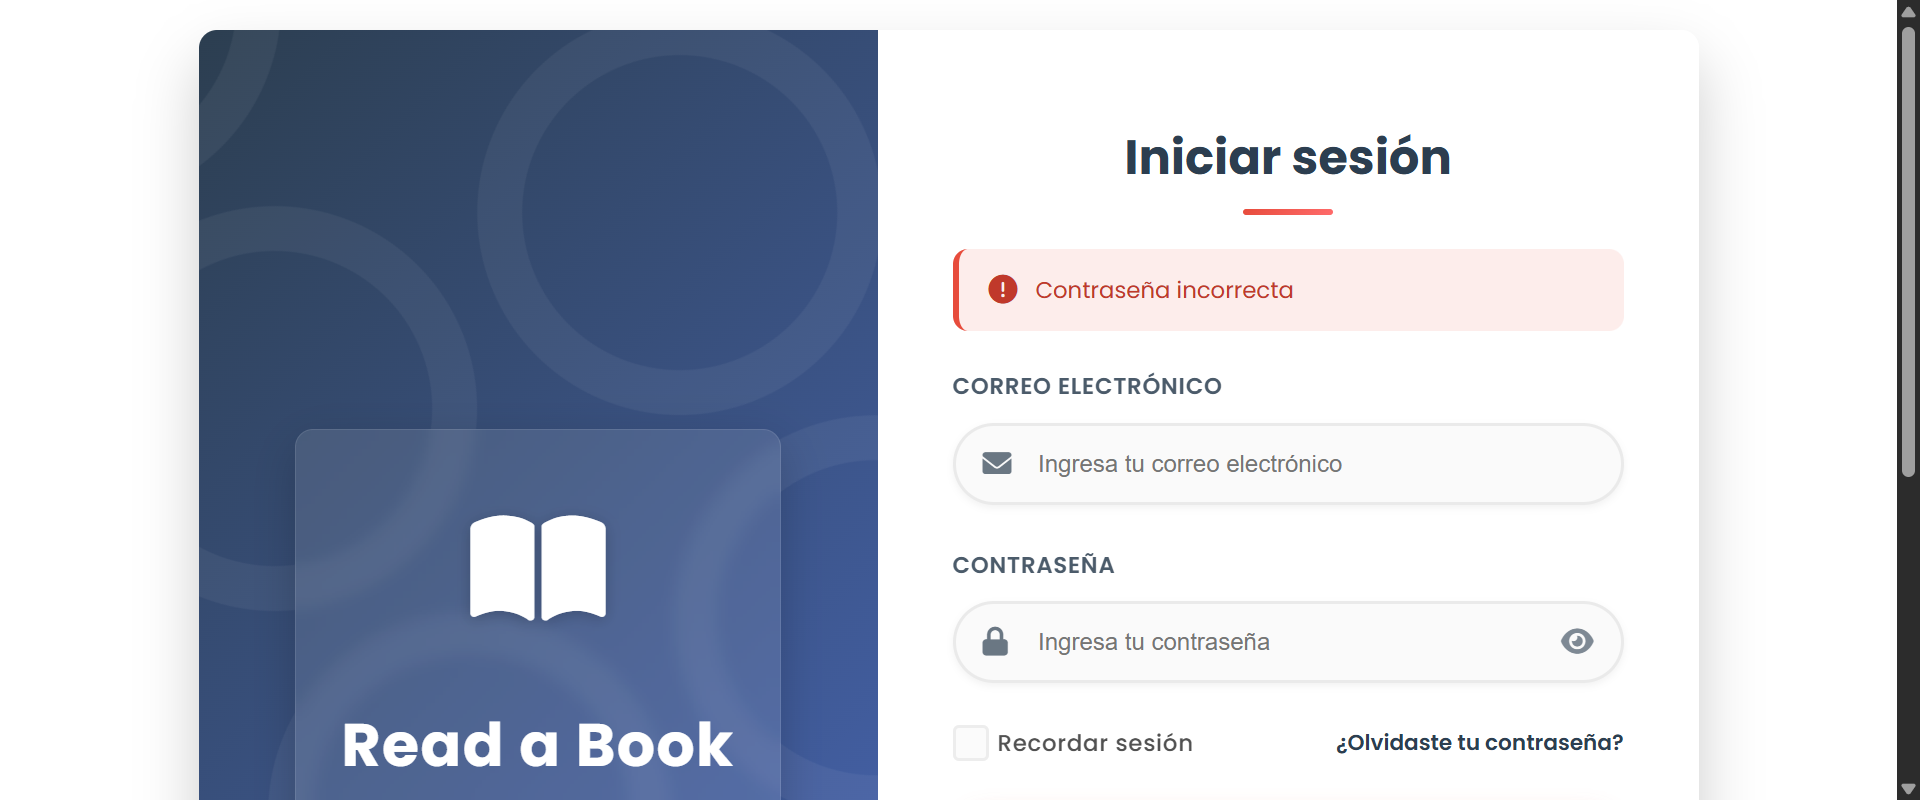 Read a Book
Iniciar sesión
Contraseña incorrecta
CORREO ELECTRÓNICO
Ingresa tu correo electrónico
CONTRASEÑA
Ingresa tu contraseña
Recordar sesión
¿Olvidaste tu contraseña?